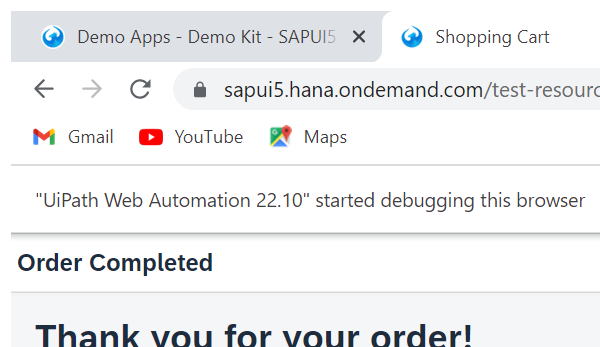 Demo Apps - Demo Kit - SAPUI5 Shopping Cart
sapui5.hana.ondemand.com/test-resourc
Gmail YouTube Maps
"UiPath Web Automation 22.10" started debugging this browser
Order Completed
Thank you for your order!